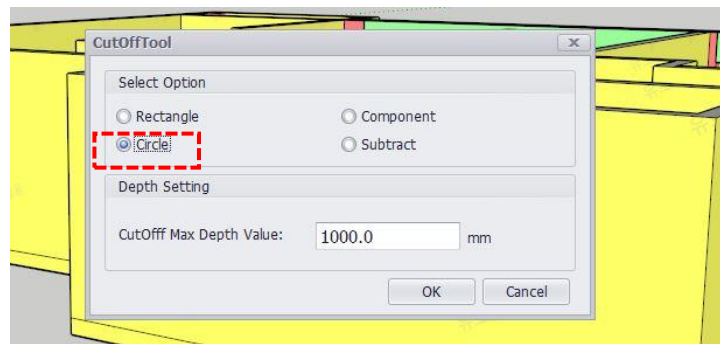 CutOffTool
Select Option
Rectangle
Component
Circle
Subtract
Depth Setting
CutOfff Max Depth Value: 1000.0 mm
OK Cancel